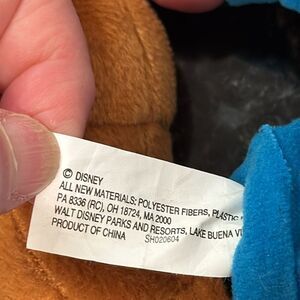 © DISNEY
ALL NEW MATERIALS: POLYESTER FIBERS, PLASTIC
PA 8336 (RC), OH 18724, MA 2000
WALT DISNEY PARKS AND RESORTS, LAKE BUENA
PRODUCT OF CHINA SH020604